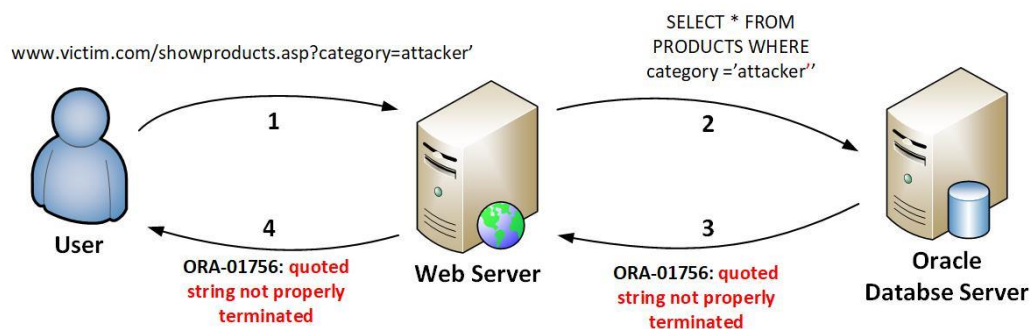 www.victim.com/showproducts.asp?category=attacker’
SELECT * FROM
PRODUCTS WHERE
category =’attacker’’
1
2
User
4
ORA-01756: quoted
string not properly
terminated
Web Server
3
ORA-01756: quoted
string not properly
terminated
Oracle
Databse Server